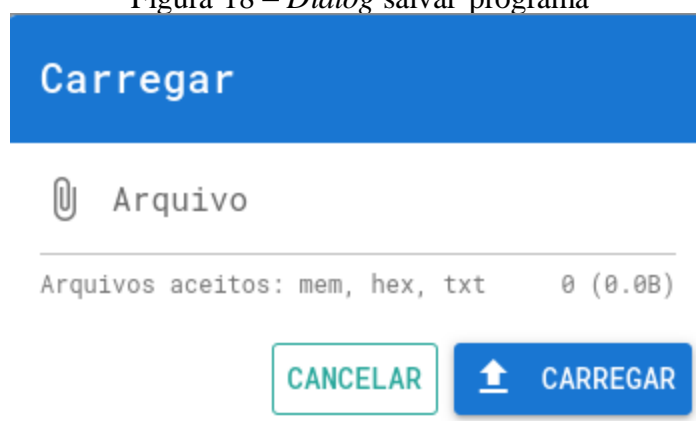 Figura 18 – Dialog salvar programa
Carregar
Arquivo
Arquivos aceitos: mem, hex, txt 0 (0.0B)
CANCELAR CARREGAR